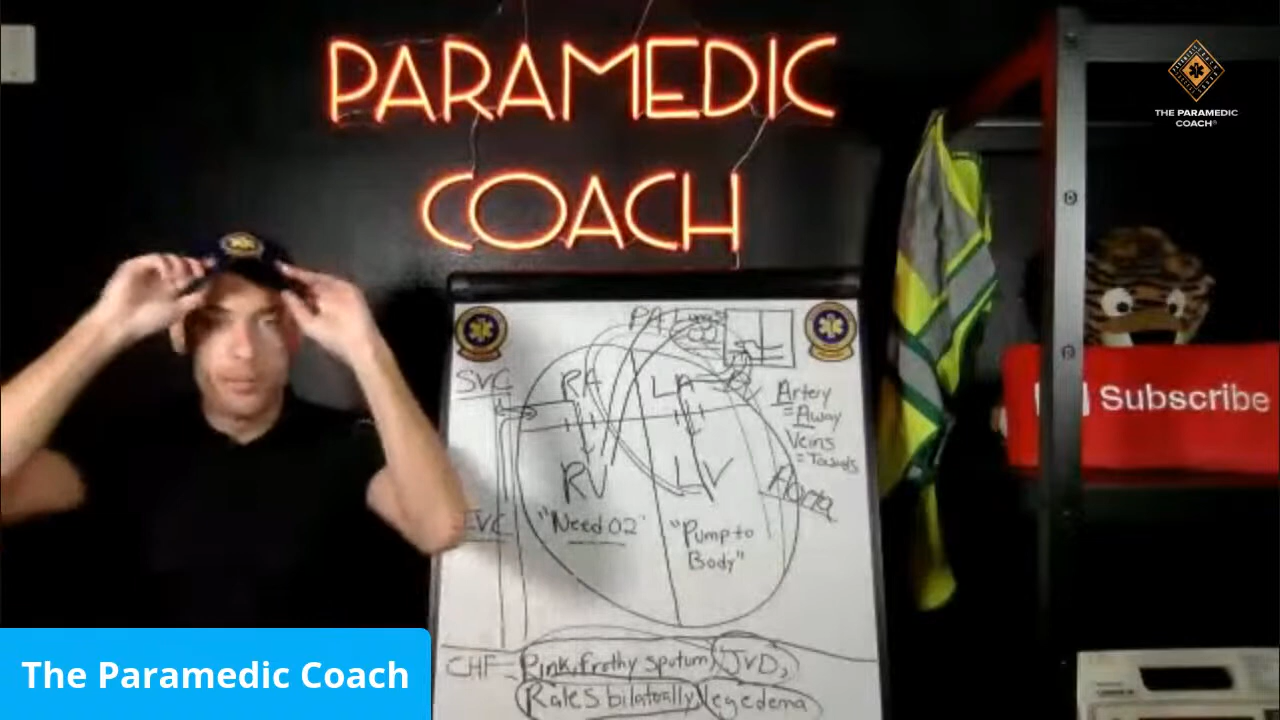 PARAMEDIC
COACH
THE PARAMEDIC
COACH®
Subscribe
PA Lungs
SVC
RA
LA
Artery
= Away
Veins
= Towards
RV
LV
Aorta
IVC
"Need O2"
"Pump to
Body"
CHF - Pink, frothy sputum, JVD,
Rales bilaterally, leg edema
The Paramedic Coach